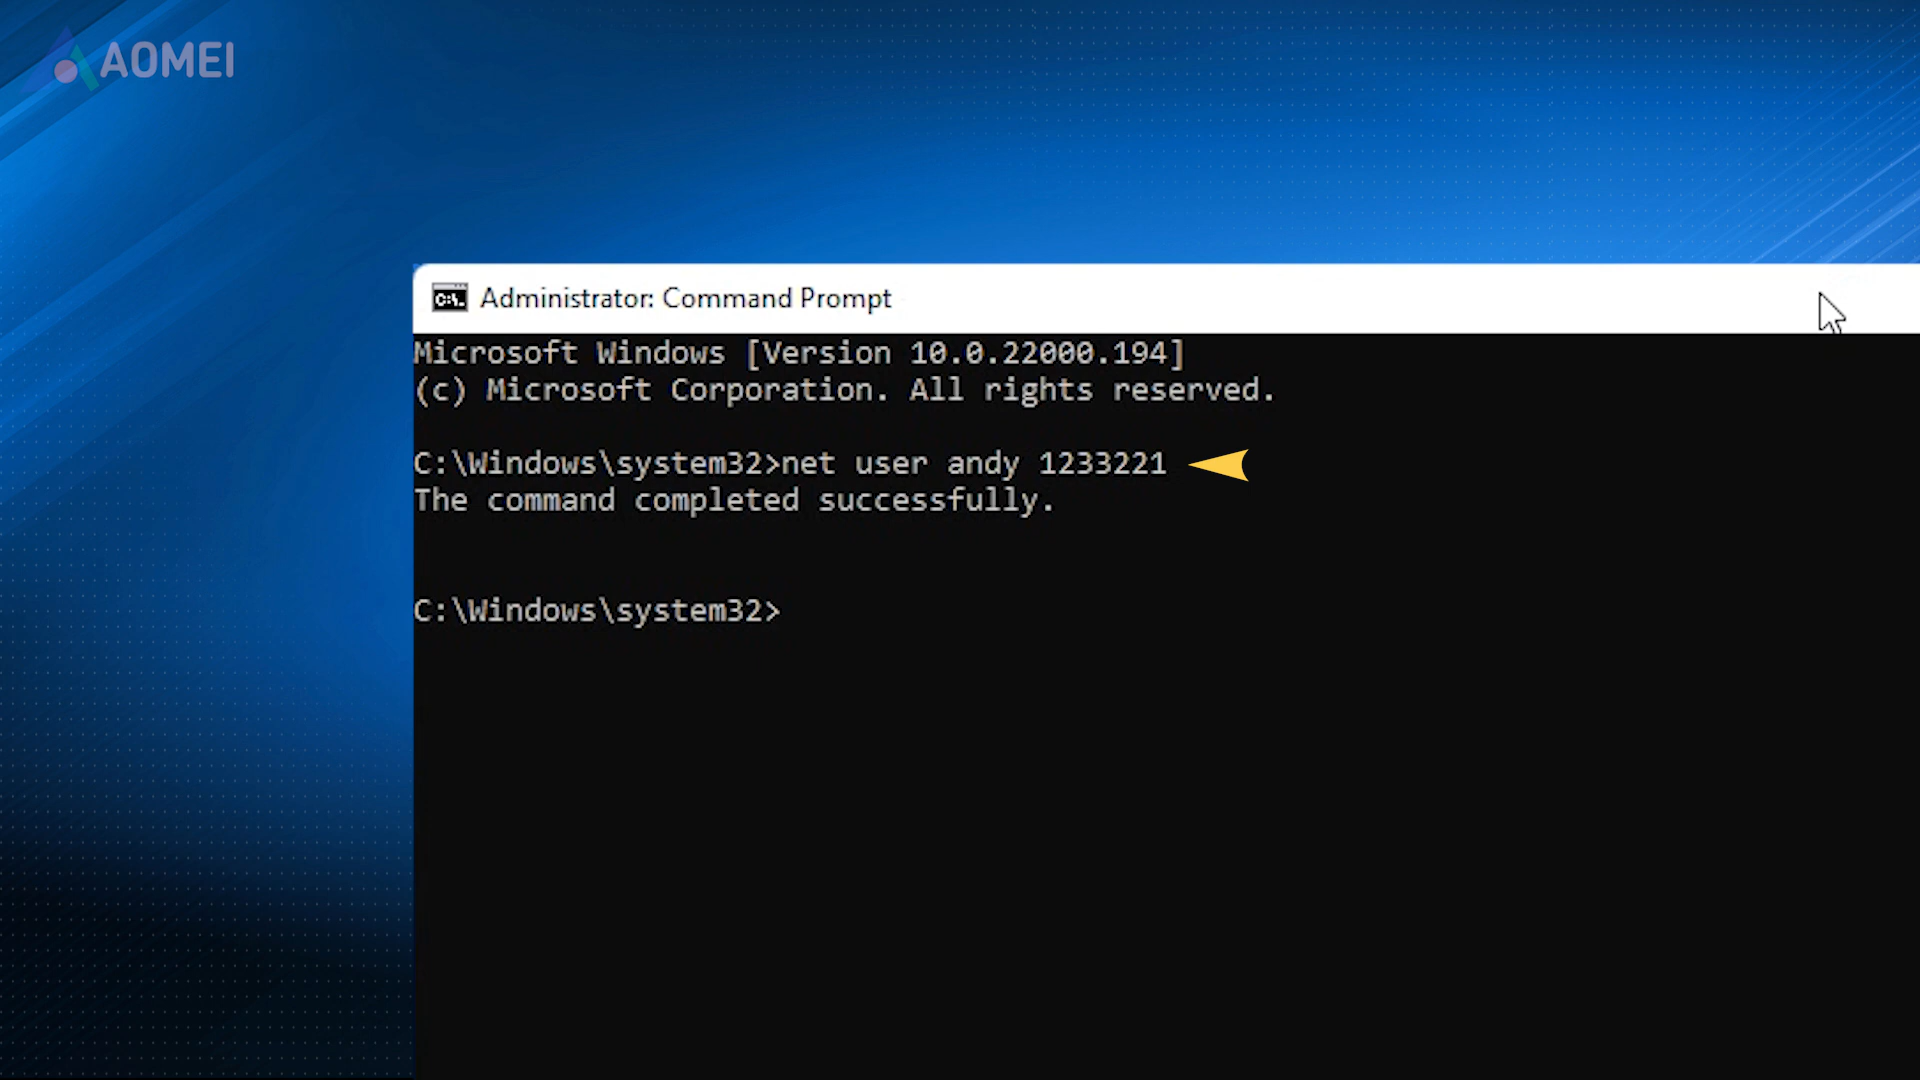 AOMEI
C:\. Administrator: Command Prompt
Microsoft Windows [Version 10.0.22000.194]
(c) Microsoft Corporation. All rights reserved.
C:\Windows\system32>net user andy 1233221
The command completed successfully.
C:\Windows\system32>